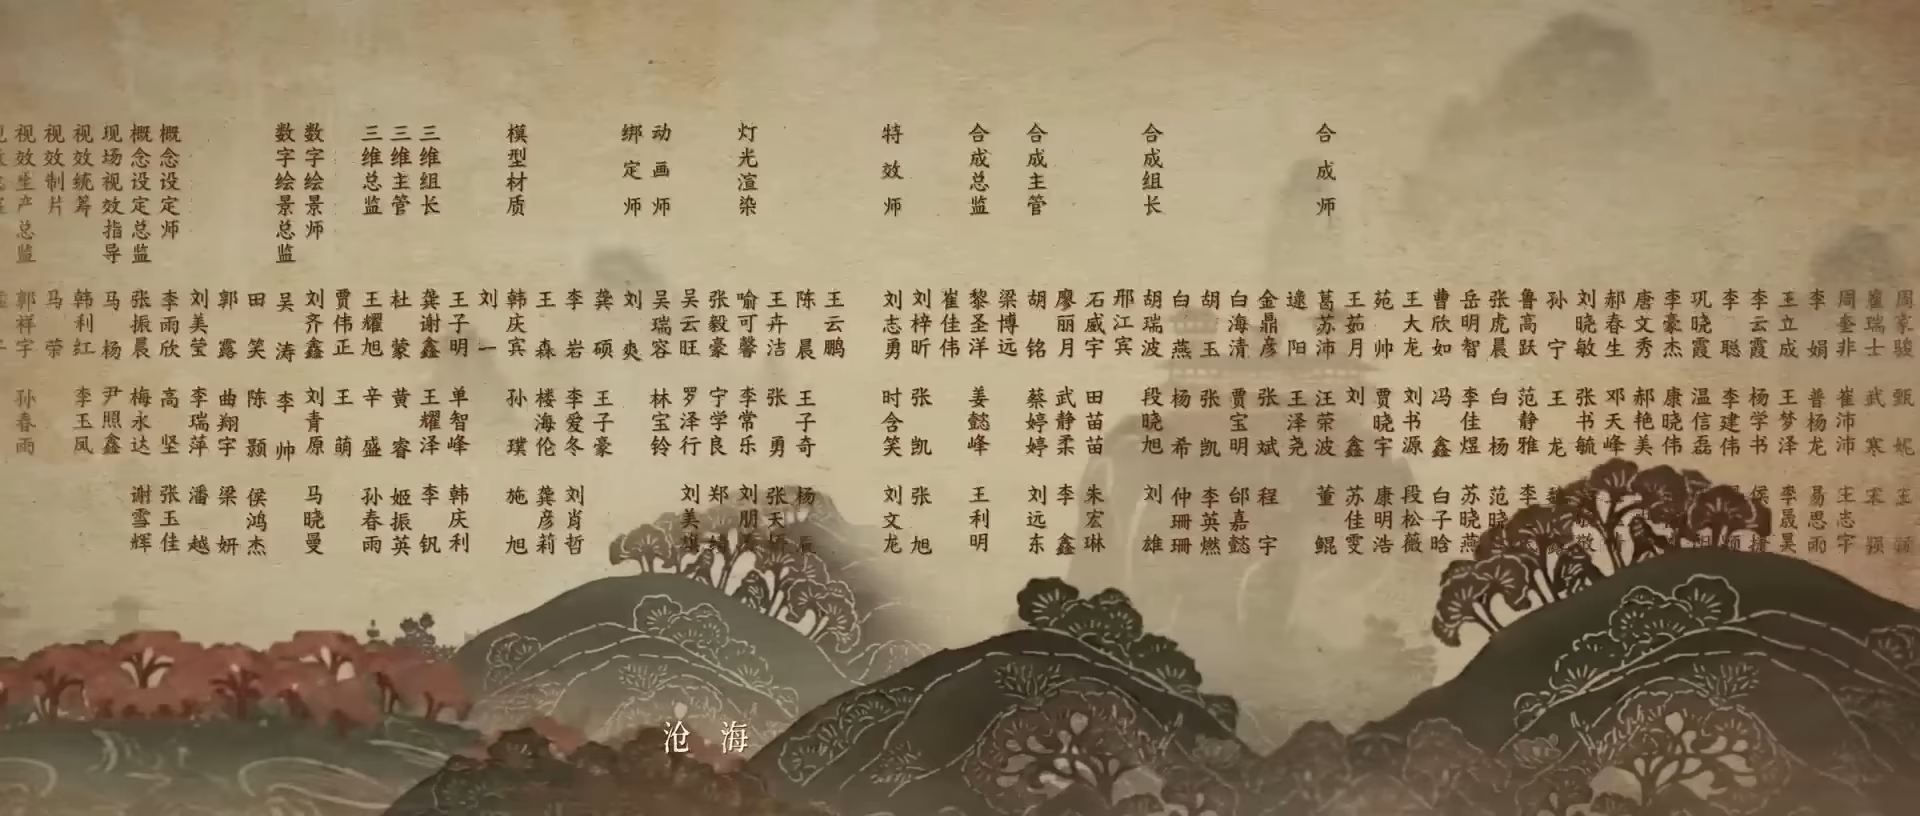 视效生产总监
视效制片
视效统筹
现场视效指导
概念设定总监
概念设定师
数字绘景总监
数字绘景师
三维总监
三维主管
三维组长
模型材质
绑定师
动画师
灯光渲染
特效师
合成总监
合成主管
合成组长
合成师
郭祥宇
马荣
韩利红
马杨
张振晨
李雨欣
刘美莹
郭露
田笑
吴涛
刘齐鑫
贾伟正
王耀旭
杜蒙
龚谢鑫
王子明
刘一
韩庆宾
王森
李岩
龚硕
刘爽
吴瑞容
吴云旺
张毅豪
喻可馨
王卉洁
陈晨
王云鹏
刘志勇
刘梓昕
崔佳伟
黎圣洋
梁博远
胡铭
廖丽月
石威宇
邢江宾
胡瑞波
白燕
胡玉
白海清
金鼎彦
逯阳
葛苏沛
王茹月
苑帅
王大龙
曹欣如
岳明智
张虎晨
鲁高跃
孙宁
刘晓敏
郝春生
唐文秀
李豪杰
巩晓霞
李聪
李云霞
王立成
李娟
周奎非
翟瑞士
周家骏
孙春雨
李玉凤
尹照鑫
梅永达
高坚
李瑞萍
曲翔宇
陈颢
李帅
刘青原
王萌
辛盛
黄睿
王耀泽
单智峰
孙璞
楼海伦
李爱冬
王子豪
林宝铃
罗泽行
宁学良
李常乐
张勇
王子奇
时含笑
张凯
姜懿峰
蔡婷婷
武静柔
田苗苗
段晓旭
杨希
张凯
贾宝明
张斌
王泽尧
汪荣波
刘鑫
贾晓宇
刘书源
冯鑫
李佳煜
白杨
范静雅
王龙
张书毓
邓天峰
郝艳美
康晓伟
温信磊
李建伟
杨学书
王梦泽
普杨龙
崔沛沛
武寒
甄妮
谢雪辉
张玉佳
潘越
梁妍
侯鸿杰
马晓曼
孙春雨
姬振英
李钒
韩庆利
施旭
龚彦莉
刘肖哲
刘文龙
张旭
王利明
刘远东
李鑫
朱宏琳
刘雄
仲珊珊
李英燃
邰嘉懿
程宇
董鲲
苏佳雯
康明浩
段松薇
白子晗
苏晓燕
李晟昊
易思雨
王志宇
沧海